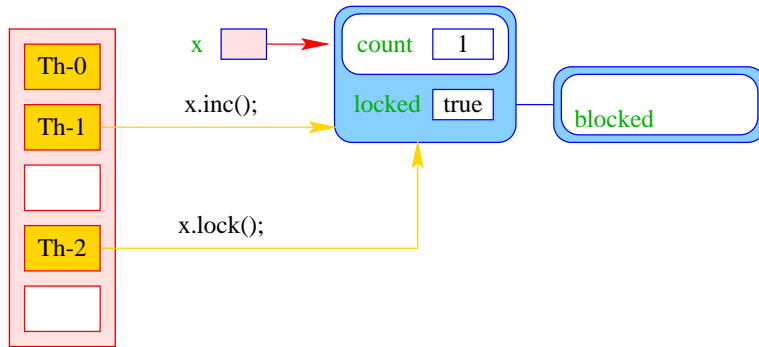 Th-0
x
count
1
Th-1
x.inc();
locked
true
blocked
x.lock();
Th-2